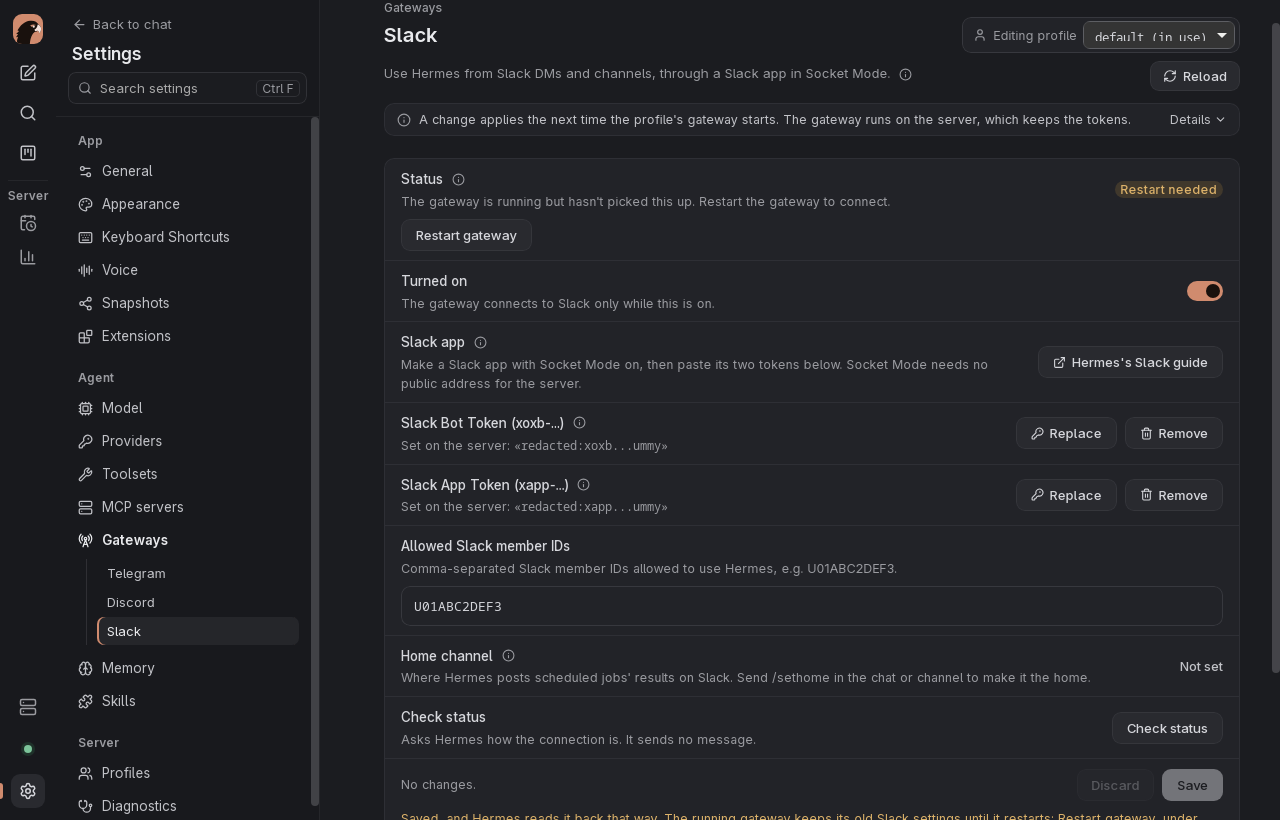 Back to chat
Settings
Search settings
Ctrl F
Server
App
General
Appearance
Keyboard Shortcuts
Voice
Snapshots
Extensions
Agent
Model
Providers
Toolsets
MCP servers
Gateways
Telegram
Discord
Slack
Memory
Skills
Server
Profiles
Diagnostics
Gateways
Slack
Editing profile
default (in use)
Use Hermes from Slack DMs and channels, through a Slack app in Socket Mode.
Reload
A change applies the next time the profile's gateway starts. The gateway runs on the server, which keeps the tokens.
Details
Status
The gateway is running but hasn't picked this up. Restart the gateway to connect.
Restart needed
Restart gateway
Turned on
The gateway connects to Slack only while this is on.
Slack app
Make a Slack app with Socket Mode on, then paste its two tokens below. Socket Mode needs no
public address for the server.
Hermes's Slack guide
Slack Bot Token (xoxb-...)
Set on the server: «redacted:xoxb...ummy»
Replace
Remove
Slack App Token (xapp-...)
Set on the server: «redacted:xapp...ummy»
Replace
Remove
Allowed Slack member IDs
Comma-separated Slack member IDs allowed to use Hermes, e.g. U01ABC2DEF3.
U01ABC2DEF3
Home channel
Where Hermes posts scheduled jobs' results on Slack. Send /sethome in the chat or channel to make it the home.
Not set
Check status
Asks Hermes how the connection is. It sends no message.
Check status
No changes.
Discard
Save
Saved, and Hermes reads it back that way. The running gateway keeps its old Slack settings until it restarts: Restart gateway, under